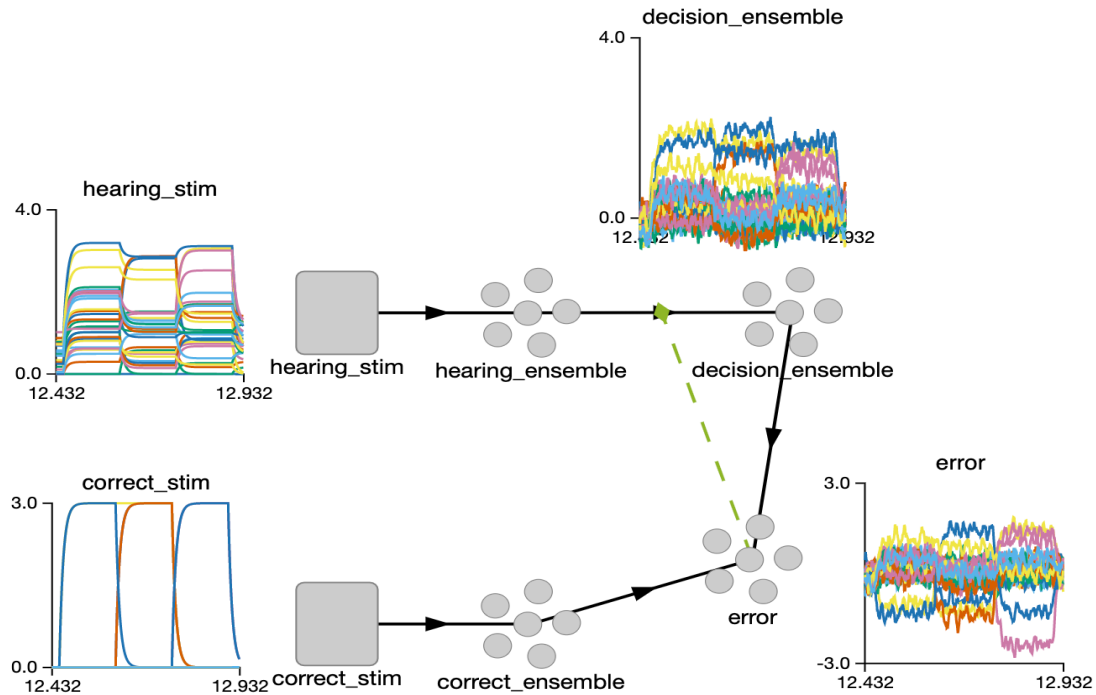 decision_ensemble
4.0
0.0
12.432
12.932
hearing_stim
4.0
0.0
12.432
12.932
hearing_stim
hearing_ensemble
decision_ensemble
correct_stim
3.0
0.0
12.432
12.932
correct_stim
correct_ensemble
error
error
3.0
-3.0
12.432
12.932